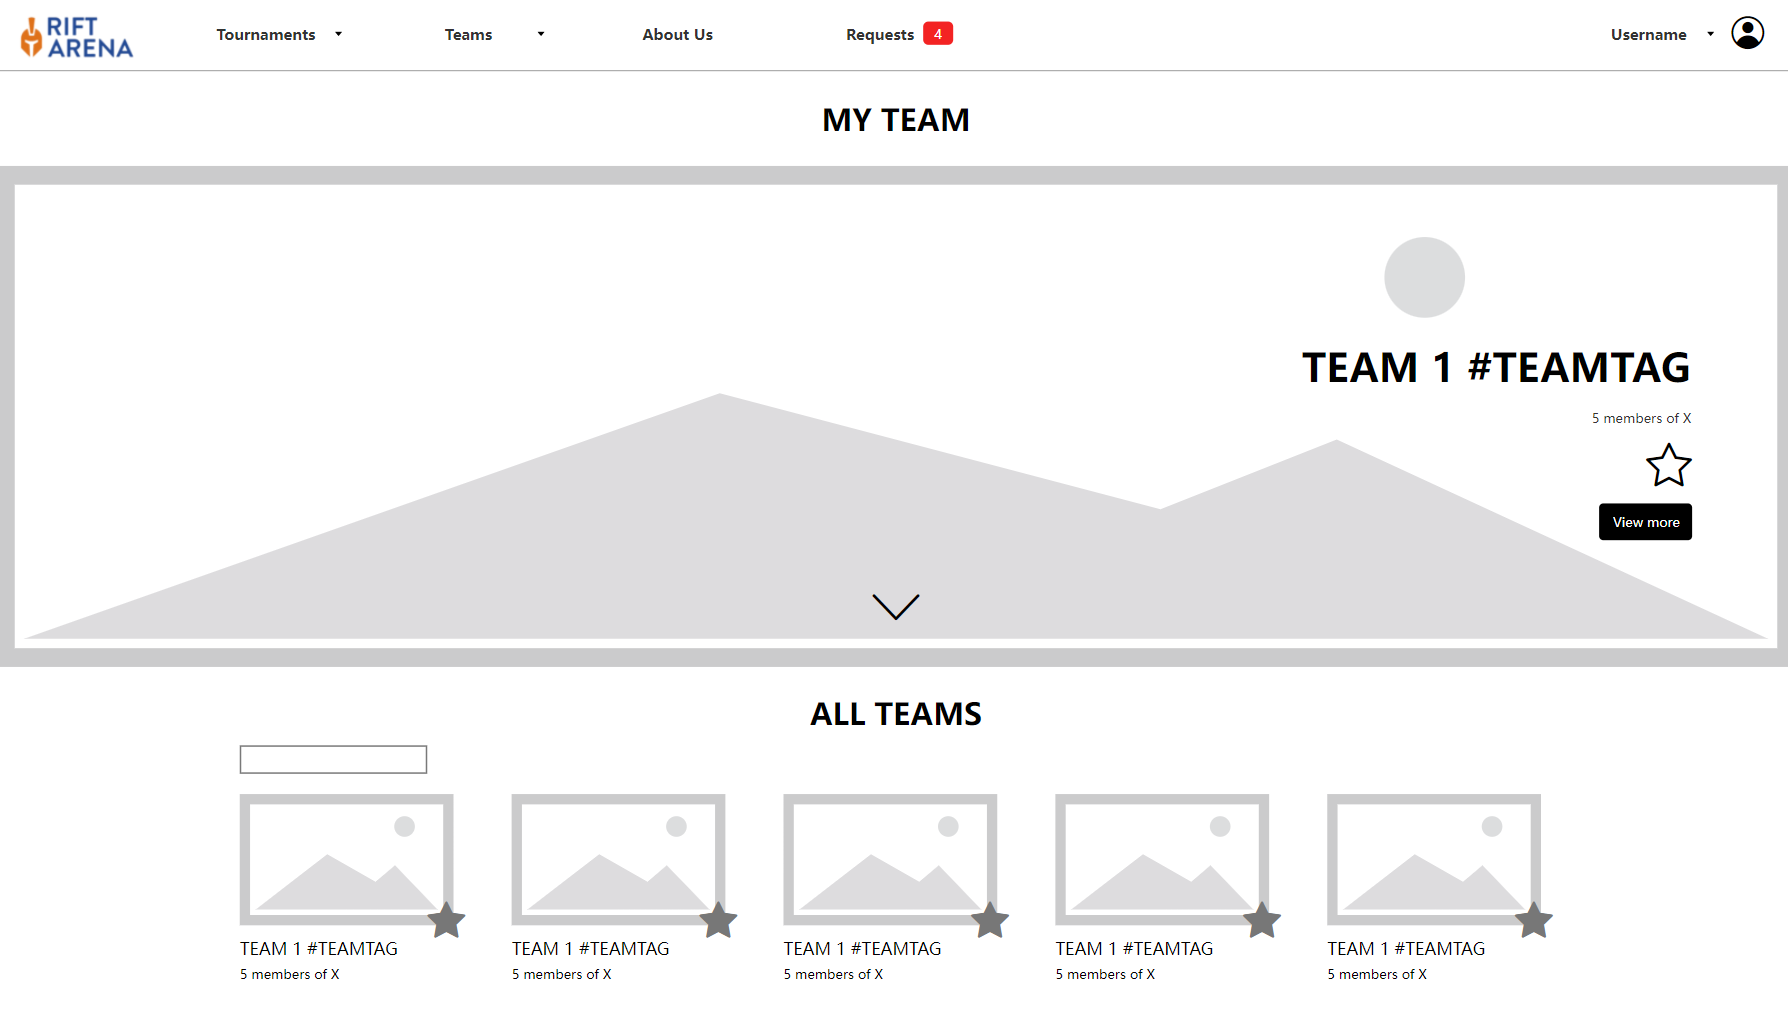 RIFT
ARENA
Tournaments
Teams
About Us
Requests 4
Username
MY TEAM
TEAM 1 #TEAMTAG
5 members of X
View more
ALL TEAMS
TEAM 1 #TEAMTAG
5 members of X
TEAM 1 #TEAMTAG
5 members of X
TEAM 1 #TEAMTAG
5 members of X
TEAM 1 #TEAMTAG
5 members of X
TEAM 1 #TEAMTAG
5 members of X